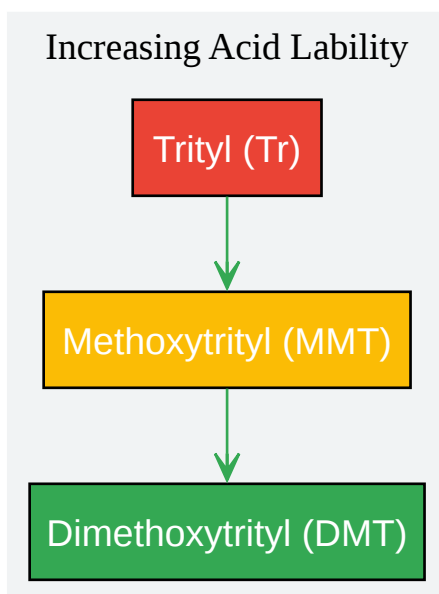 Increasing Acid Lability
Trityl (Tr)
Methoxytrityl (MMT)
Dimethoxytrityl (DMT)